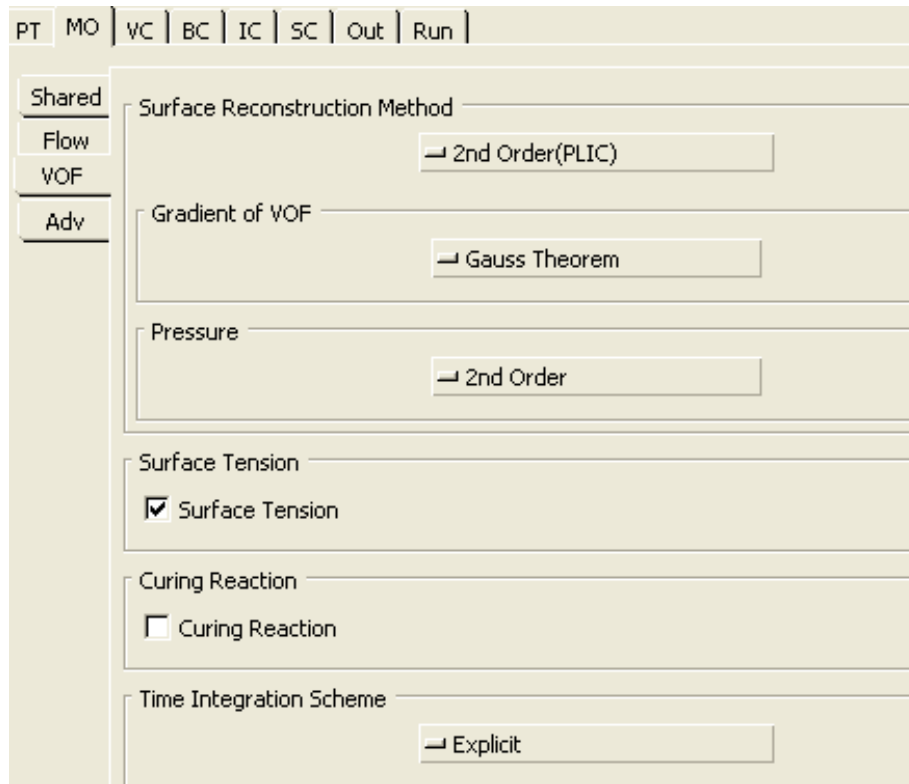 PT MO VC BC IC SC Out Run
Shared
Flow
VOF
Adv
Surface Reconstruction Method
2nd Order(PLIC)
Gradient of VOF
Gauss Theorem
Pressure
2nd Order
Surface Tension
Surface Tension
Curing Reaction
Curing Reaction
Time Integration Scheme
Explicit